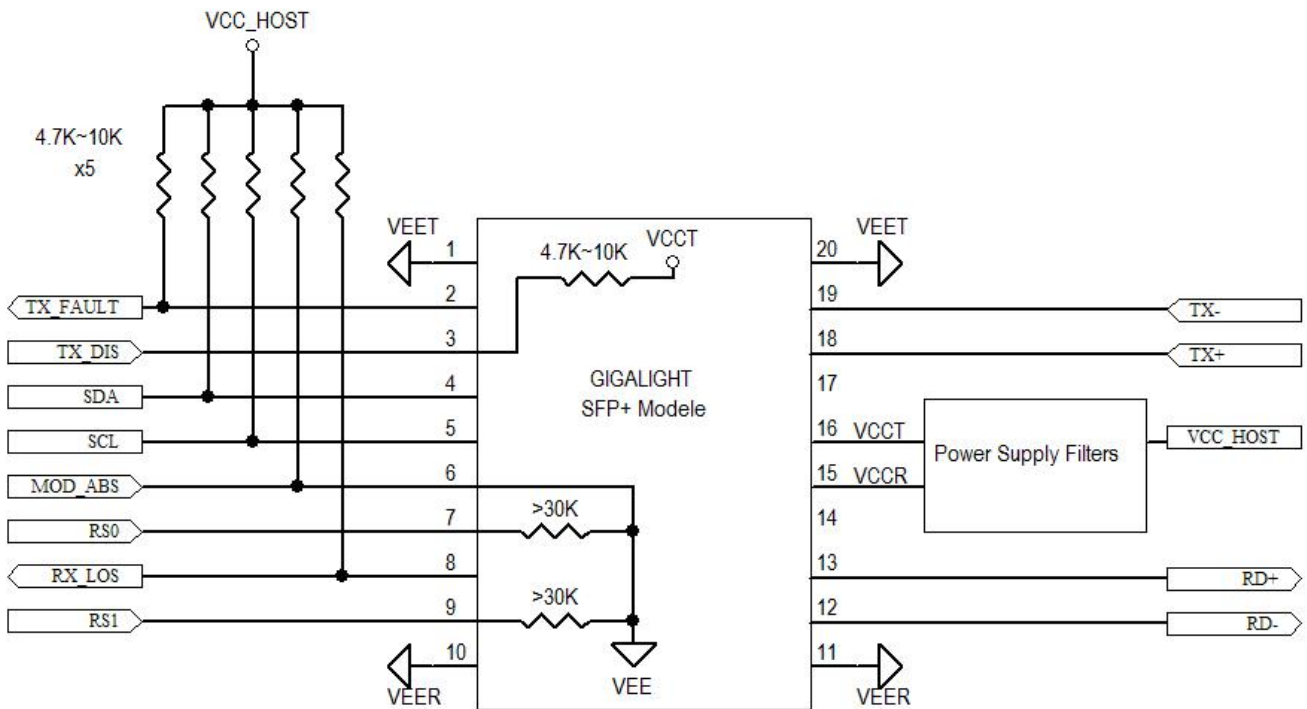 VCC_HOST
4.7K~10K
x5
VEET
1
4.7K~10K
VCCT
20
VEET
TX_FAULT
2
19
TX-
TX_DIS
3
18
TX+
SDA
4
GIGALIGHT
SFP+ Modele
17
SCL
5
16
VCCT
Power Supply Filters
VCC_HOST
MOD_ABS
6
15
VCCR
RS0
7
>30K
14
RX_LOS
8
13
RD+
RS1
9
>30K
12
RD-
10
VEER
VEE
11
VEER